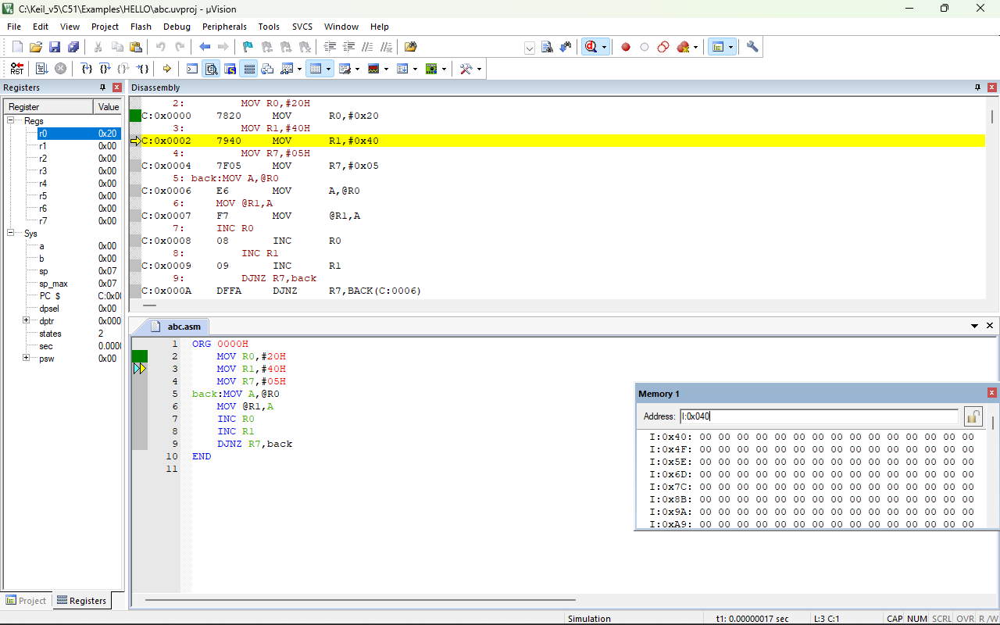 C:\Keil_v5\C51\Examples\HELLO\abc.uvproj - µVision
File Edit View Project Flash Debug Peripherals Tools SVCS Window Help
RST
Registers
Register Value
Regs
r0 0x20
r1 0x00
r2 0x00
r3 0x00
r4 0x00
r5 0x00
r6 0x00
r7 0x00
Sys
a 0x00
b 0x00
sp 0x07
sp_max 0x07
PC $ C:0x00
dpsel 0x00
dptr 0x000
states 2
sec 0.0000
psw 0x00
Project Registers
Disassembly
2: MOV R0,#20H
C:0x0000 7820 MOV R0,#0x20
3: MOV R1,#40H
C:0x0002 7940 MOV R1,#0x40
4: MOV R7,#05H
C:0x0004 7F05 MOV R7,#0x05
5: back:MOV A,@R0
C:0x0006 E6 MOV A,@R0
6: MOV @R1,A
C:0x0007 F7 MOV @R1,A
7: INC R0
C:0x0008 08 INC R0
8: INC R1
C:0x0009 09 INC R1
9: DJNZ R7,back
C:0x000A DFFA DJNZ R7,BACK(C:0006)
abc.asm
1 ORG 0000H
2 MOV R0,#20H
3 MOV R1,#40H
4 MOV R7,#05H
5 back:MOV A,@R0
6 MOV @R1,A
7 INC R0
8 INC R1
9 DJNZ R7,back
10 END
11
Memory 1
Address: I:0x040
I:0x40: 00 00 00 00 00 00 00 00 00 00 00 00 00 00 00
I:0x4F: 00 00 00 00 00 00 00 00 00 00 00 00 00 00 00
I:0x5E: 00 00 00 00 00 00 00 00 00 00 00 00 00 00 00
I:0x6D: 00 00 00 00 00 00 00 00 00 00 00 00 00 00 00
I:0x7C: 00 00 00 00 00 00 00 00 00 00 00 00 00 00 00
I:0x8B: 00 00 00 00 00 00 00 00 00 00 00 00 00 00 00
I:0x9A: 00 00 00 00 00 00 00 00 00 00 00 00 00 00 00
I:0xA9: 00 00 00 00 00 00 00 00 00 00 00 00 00 00 00
Simulation t1: 0.00000017 sec L:3 C:1 CAP NUM SCRL OVR R/W